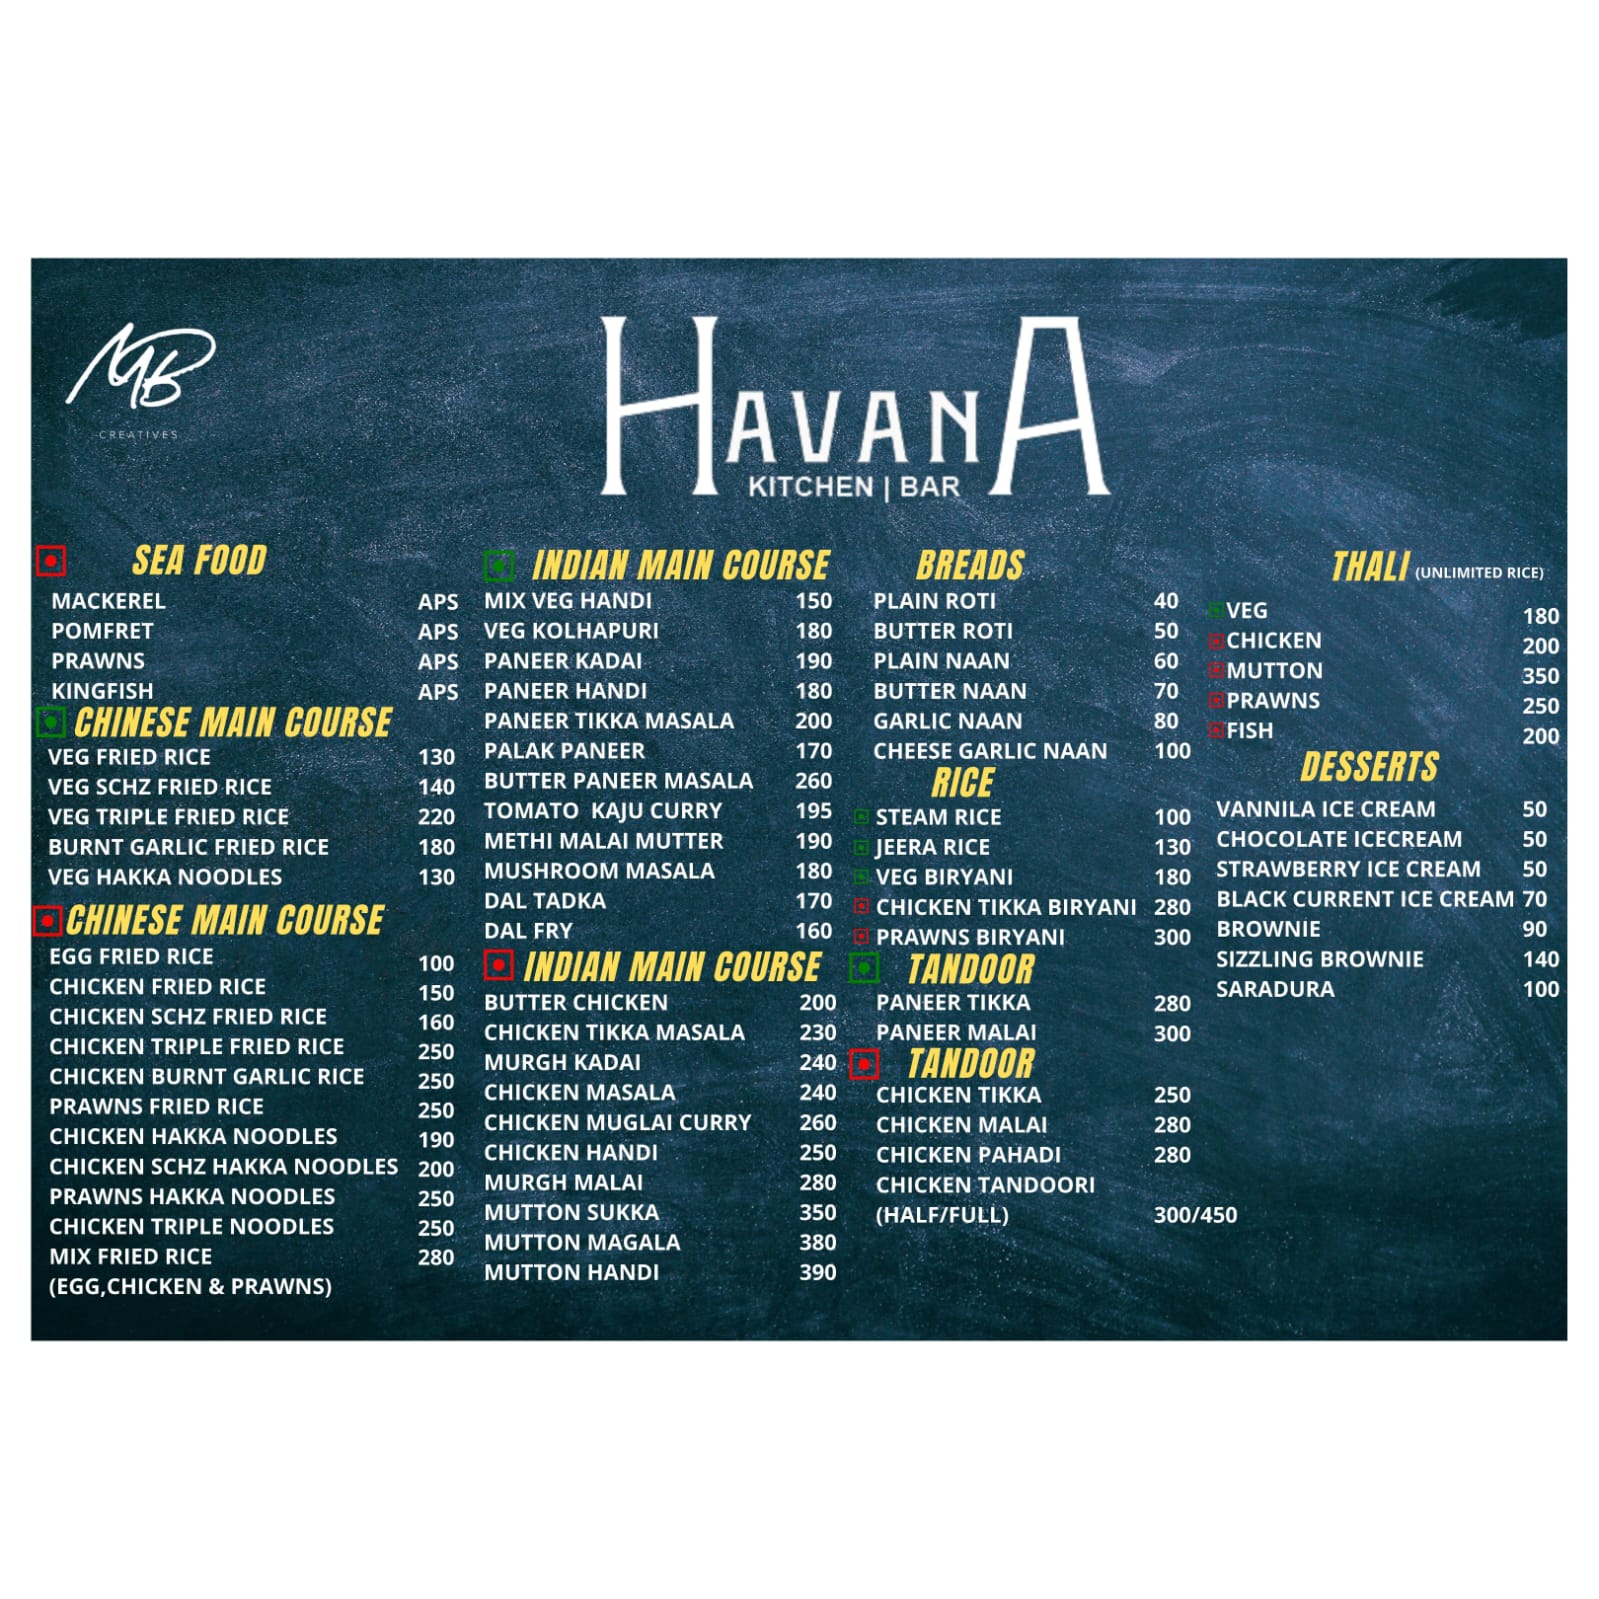 MB
CREATIVES
HAVANA
KITCHEN | BAR
SEA FOOD
MACKEREL APS
POMFRET APS
PRAWNS APS
KINGFISH APS
CHINESE MAIN COURSE
VEG FRIED RICE 130
VEG SCHZ FRIED RICE 140
VEG TRIPLE FRIED RICE 220
BURNT GARLIC FRIED RICE 180
VEG HAKKA NOODLES 130
CHINESE MAIN COURSE
EGG FRIED RICE 100
CHICKEN FRIED RICE 150
CHICKEN SCHZ FRIED RICE 160
CHICKEN TRIPLE FRIED RICE 250
CHICKEN BURNT GARLIC RICE 250
PRAWNS FRIED RICE 250
CHICKEN HAKKA NOODLES 190
CHICKEN SCHZ HAKKA NOODLES 200
PRAWNS HAKKA NOODLES 250
CHICKEN TRIPLE NOODLES 250
MIX FRIED RICE 280
(EGG,CHICKEN & PRAWNS)
INDIAN MAIN COURSE
MIX VEG HANDI 150
VEG KOLHAPURI 180
PANEER KADAI 190
PANEER HANDI 180
PANEER TIKKA MASALA 200
PALAK PANEER 170
BUTTER PANEER MASALA 260
TOMATO KAJU CURRY 195
METHI MALAI MUTTER 190
MUSHROOM MASALA 180
DAL TADKA 170
DAL FRY 160
INDIAN MAIN COURSE
BUTTER CHICKEN 200
CHICKEN TIKKA MASALA 230
MURGH KADAI 240
CHICKEN MASALA 240
CHICKEN MUGLAI CURRY 260
CHICKEN HANDI 250
MURGH MALAI 280
MUTTON SUKKA 350
MUTTON MAGALA 380
MUTTON HANDI 390
BREADS
PLAIN ROTI 40
BUTTER ROTI 50
PLAIN NAAN 60
BUTTER NAAN 70
GARLIC NAAN 80
CHEESE GARLIC NAAN 100
RICE
STEAM RICE 100
JEERA RICE 130
VEG BIRYANI 180
CHICKEN TIKKA BIRYANI 280
PRAWNS BIRYANI 300
TANDOOR
PANEER TIKKA 280
PANEER MALAI 300
TANDOOR
CHICKEN TIKKA 250
CHICKEN MALAI 280
CHICKEN PAHADI 280
CHICKEN TANDOORI
(HALF/FULL) 300/450
THALI (UNLIMITED RICE)
VEG 180
CHICKEN 200
MUTTON 350
PRAWNS 250
FISH 200
DESSERTS
VANNILA ICE CREAM 50
CHOCOLATE ICECREAM 50
STRAWBERRY ICE CREAM 50
BLACK CURRENT ICE CREAM 70
BROWNIE 90
SIZZLING BROWNIE 140
SARADURA 100